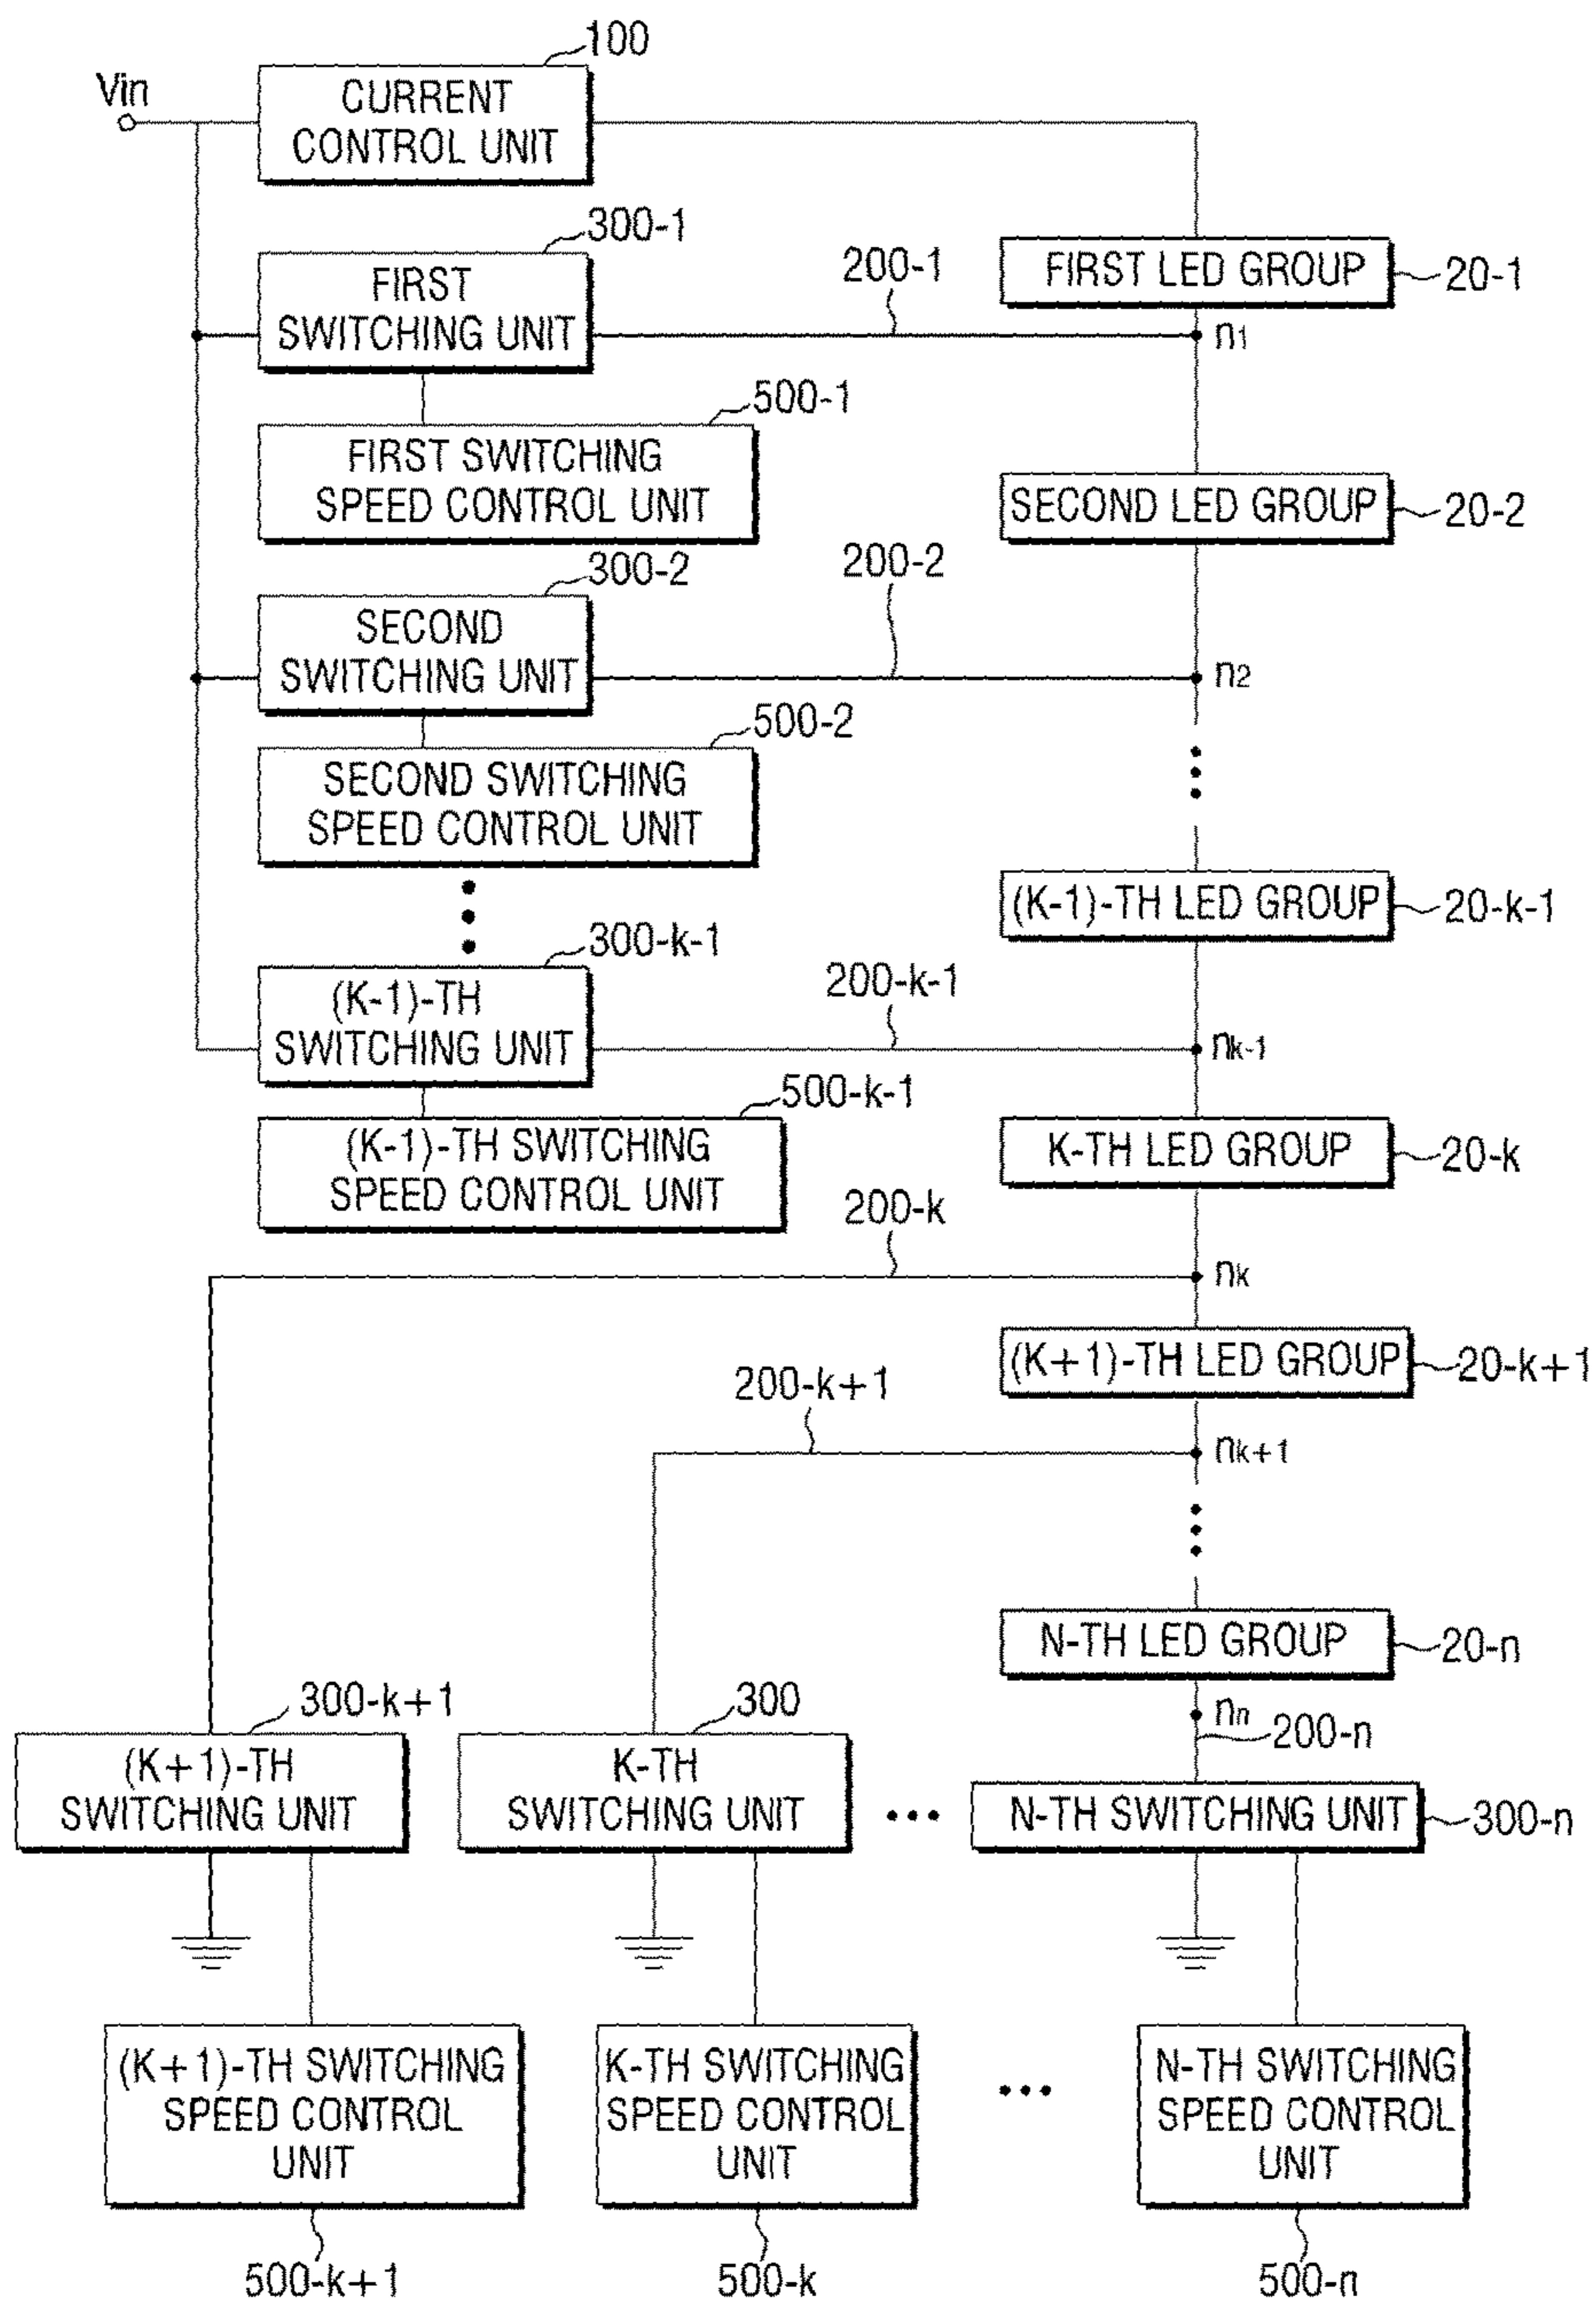 100
Vin
CURRENT
CONTROL UNIT
300-1
FIRST
SWITCHING UNIT
200-1
FIRST LED GROUP
20-1
n1
500-1
FIRST SWITCHING
SPEED CONTROL UNIT
SECOND LED GROUP
20-2
300-2
200-2
SECOND
SWITCHING UNIT
n2
500-2
SECOND SWITCHING
SPEED CONTROL UNIT
(K-1)-TH LED GROUP
20-k-1
300-k-1
(K-1)-TH
SWITCHING UNIT
200-k-1
nk-1
500-k-1
(K-1)-TH SWITCHING
SPEED CONTROL UNIT
K-TH LED GROUP
20-k
200-k
nk
(K+1)-TH LED GROUP
20-k+1
200-k+1
nk+1
N-TH LED GROUP
20-n
nn
200-n
300-k+1
(K+1)-TH
SWITCHING UNIT
300
K-TH
SWITCHING UNIT
N-TH SWITCHING UNIT
300-n
(K+1)-TH SWITCHING
SPEED CONTROL
UNIT
K-TH SWITCHING
SPEED CONTROL
UNIT
N-TH SWITCHING
SPEED CONTROL
UNIT
500-k+1
500-k
500-n